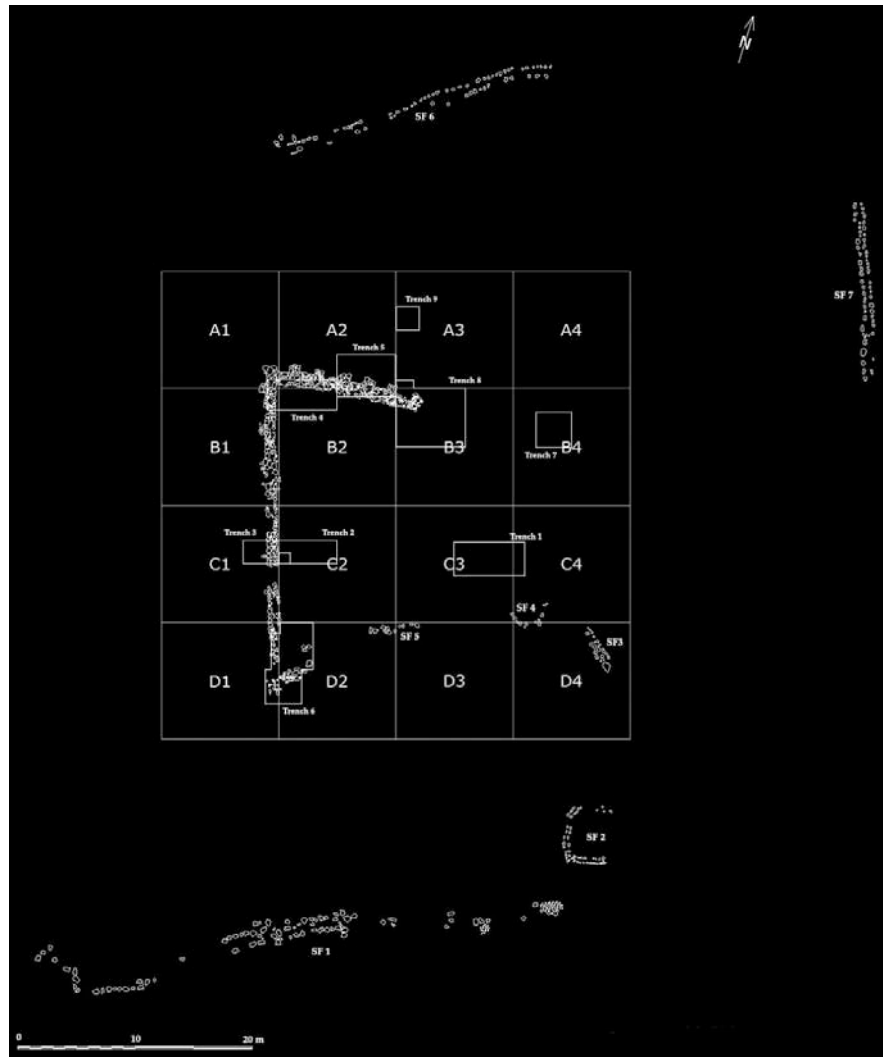 N
SF 6
SF 7
Trench 9
A1
A2
A3
A4
Trench 5
Trench 8
Trench 4
B1
B2
B3
B4
Trench 7
Trench 3
Trench 2
Trench 1
C1
C2
C3
C4
SF 4
SF 5
SF3
D1
D2
D3
D4
Trench 6
SF 2
SF 1
0 10 20 m